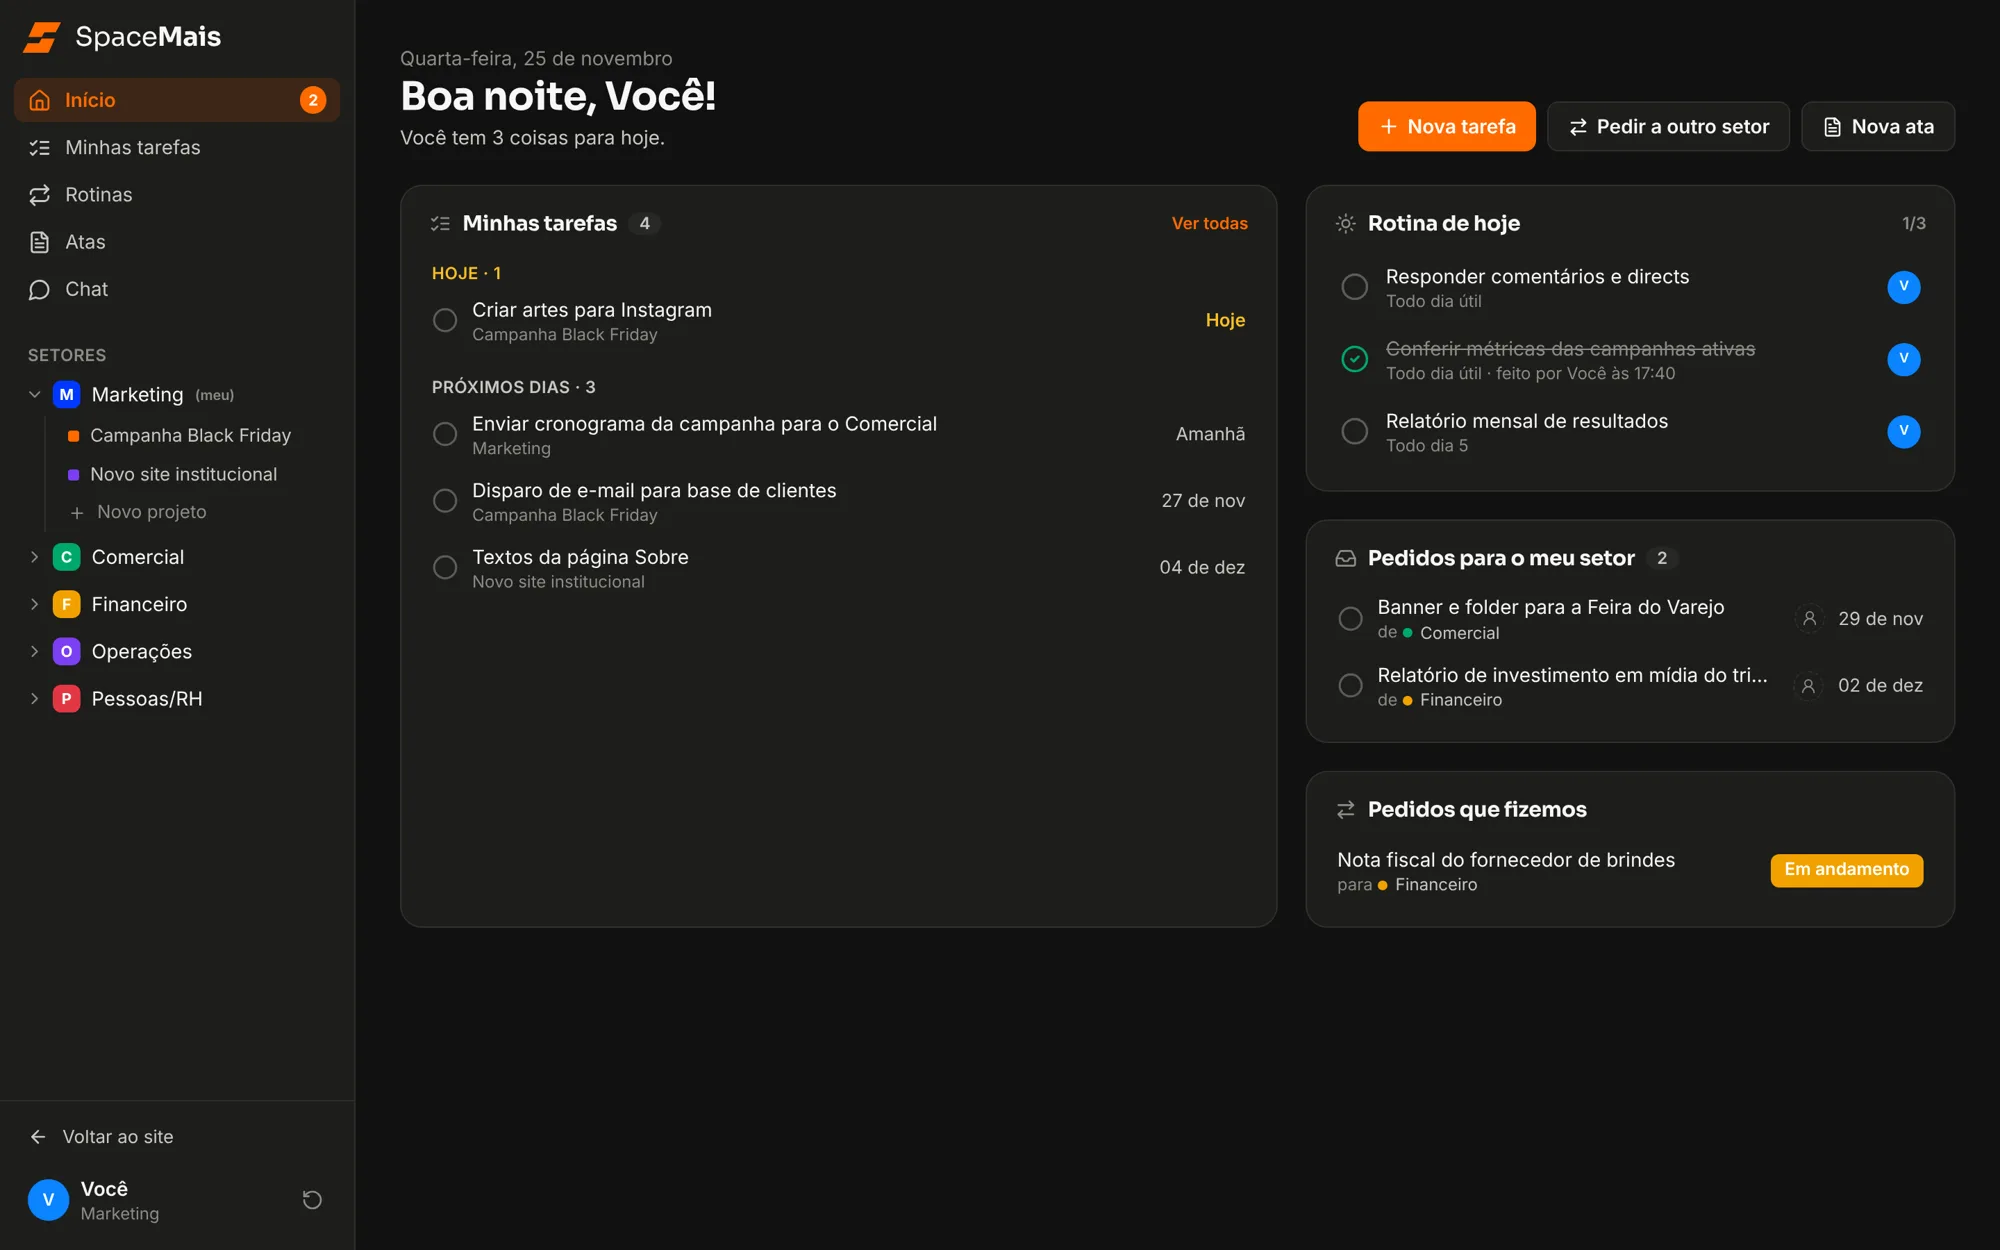 SpaceMais
Início 2
Minhas tarefas
Rotinas
Atas
Chat
SETORES
M Marketing (meu)
Campanha Black Friday
Novo site institucional
+ Novo projeto
C Comercial
F Financeiro
O Operações
P Pessoas/RH
Voltar ao site
V Você
Marketing
Quarta-feira, 25 de novembro
Boa noite, Você!
Você tem 3 coisas para hoje.
+ Nova tarefa
Pedir a outro setor
Nova ata
Minhas tarefas 4
Ver todas
HOJE · 1
Criar artes para Instagram
Campanha Black Friday
Hoje
PRÓXIMOS DIAS · 3
Enviar cronograma da campanha para o Comercial
Marketing
Amanhã
Disparo de e-mail para base de clientes
Campanha Black Friday
27 de nov
Textos da página Sobre
Novo site institucional
04 de dez
Rotina de hoje
1/3
Responder comentários e directs
Todo dia útil
V
Conferir métricas das campanhas ativas
Todo dia útil · feito por Você às 17:40
V
Relatório mensal de resultados
Todo dia 5
V
Pedidos para o meu setor 2
Banner e folder para a Feira do Varejo
de Comercial
29 de nov
Relatório de investimento em mídia do tri...
de Financeiro
02 de dez
Pedidos que fizemos
Nota fiscal do fornecedor de brindes
para Financeiro
Em andamento